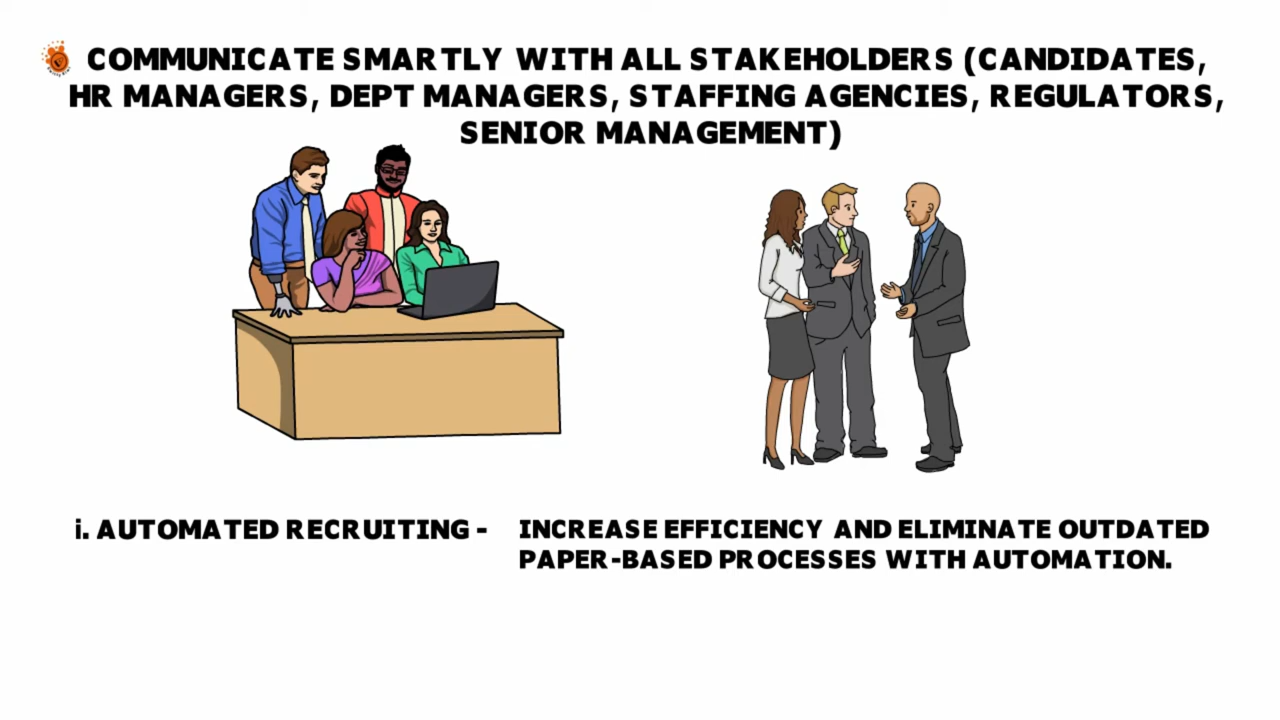 COMMUNICATE SMARTLY WITH ALL STAKEHOLDERS (CANDIDATES,
HR MANAGERS, DEPT MANAGERS, STAFFING AGENCIES, REGULATORS,
SENIOR MANAGEMENT)
i. AUTOMATED RECRUITING - INCREASE EFFICIENCY AND ELIMINATE OUTDATED
PAPER-BASED PROCESSES WITH AUTOMATION.